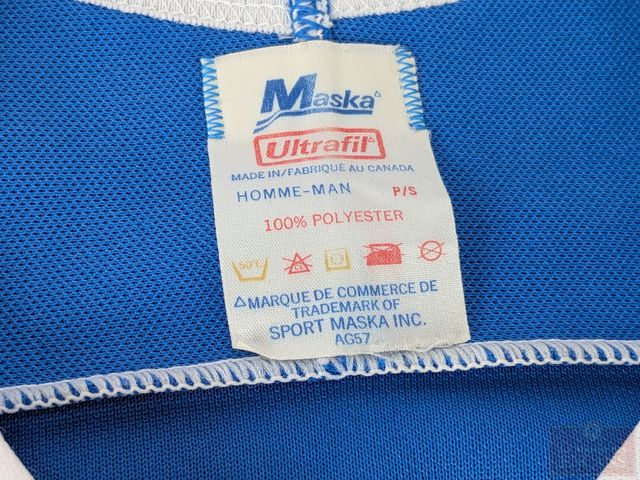 Maska
Ultrafil
MADE IN/FABRIQUÉ AU CANADA
HOMME-MAN P/S
100% POLYESTER
50°C
△MARQUE DE COMMERCE DE
TRADEMARK OF
SPORT MASKA INC.
AG57